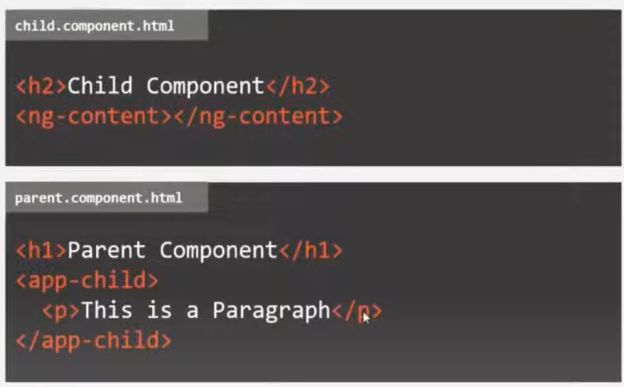 child.component.html
<h2>Child Component</h2>
<ng-content></ng-content>
parent.component.html
<h1>Parent Component</h1>
<app-child>
<p>This is a Paragraph</p>
</app-child>